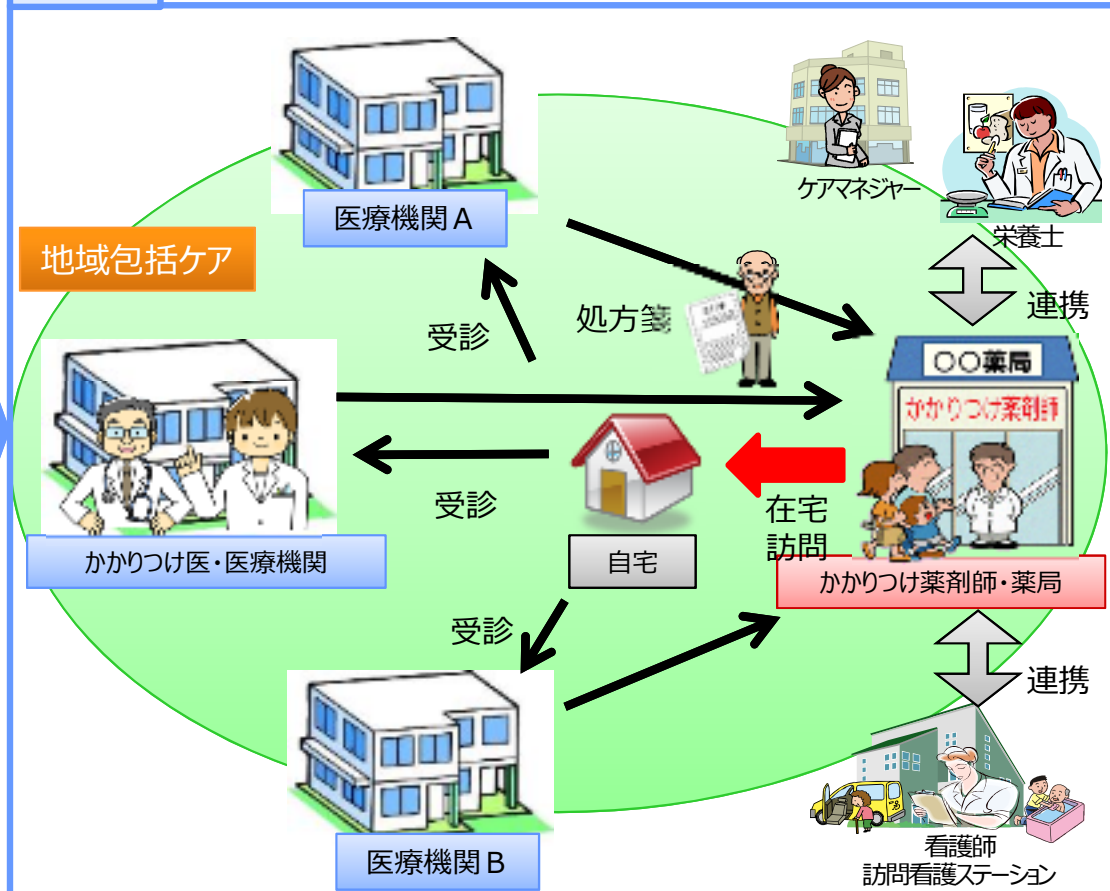 ケアマネジャー
栄養士
医療機関A
地域包括ケア
連携
処方箋
受診
〇〇薬局
かかりつけ薬剤師
受診
在宅
訪問
かかりつけ医・医療機関
自宅
かかりつけ薬剤師・薬局
受診
連携
医療機関B
看護師
訪問看護ステーション